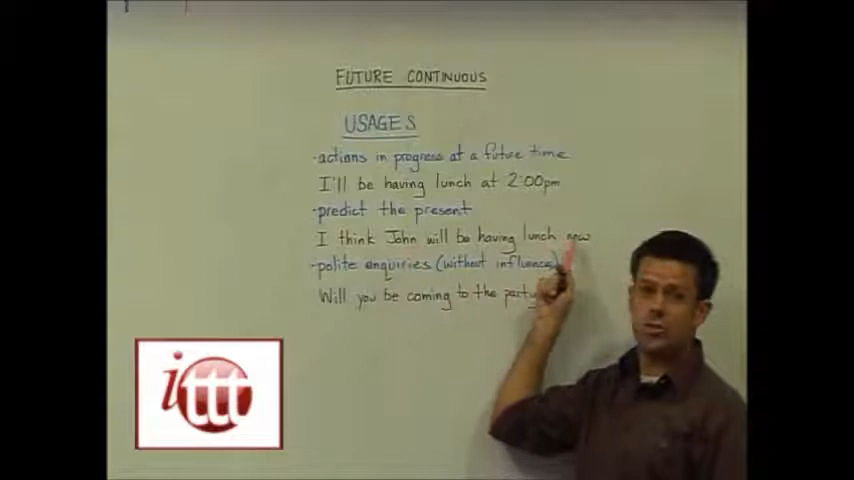 FUTURE CONTINUOUS
USAGES
-actions in progress at a future time
I'll be having lunch at 2:00pm
-predict the present
I think John will be having lunch now
-polite enquiries (without influence)
Will you be coming to the party
ittt